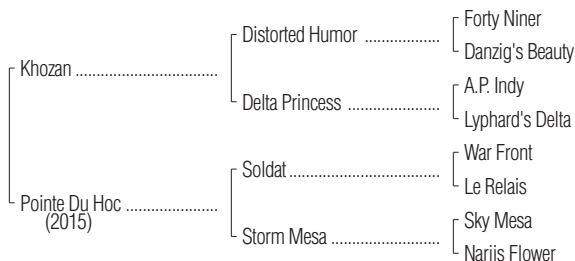 Forty Niner
Distorted Humor
Danzig's Beauty
Khozan
A.P. Indy
Delta Princess
Lyphard's Delta
War Front
Soldat
Le Relais
Pointe Du Hoc
(2015)
Sky Mesa
Storm Mesa
Nariis Flower